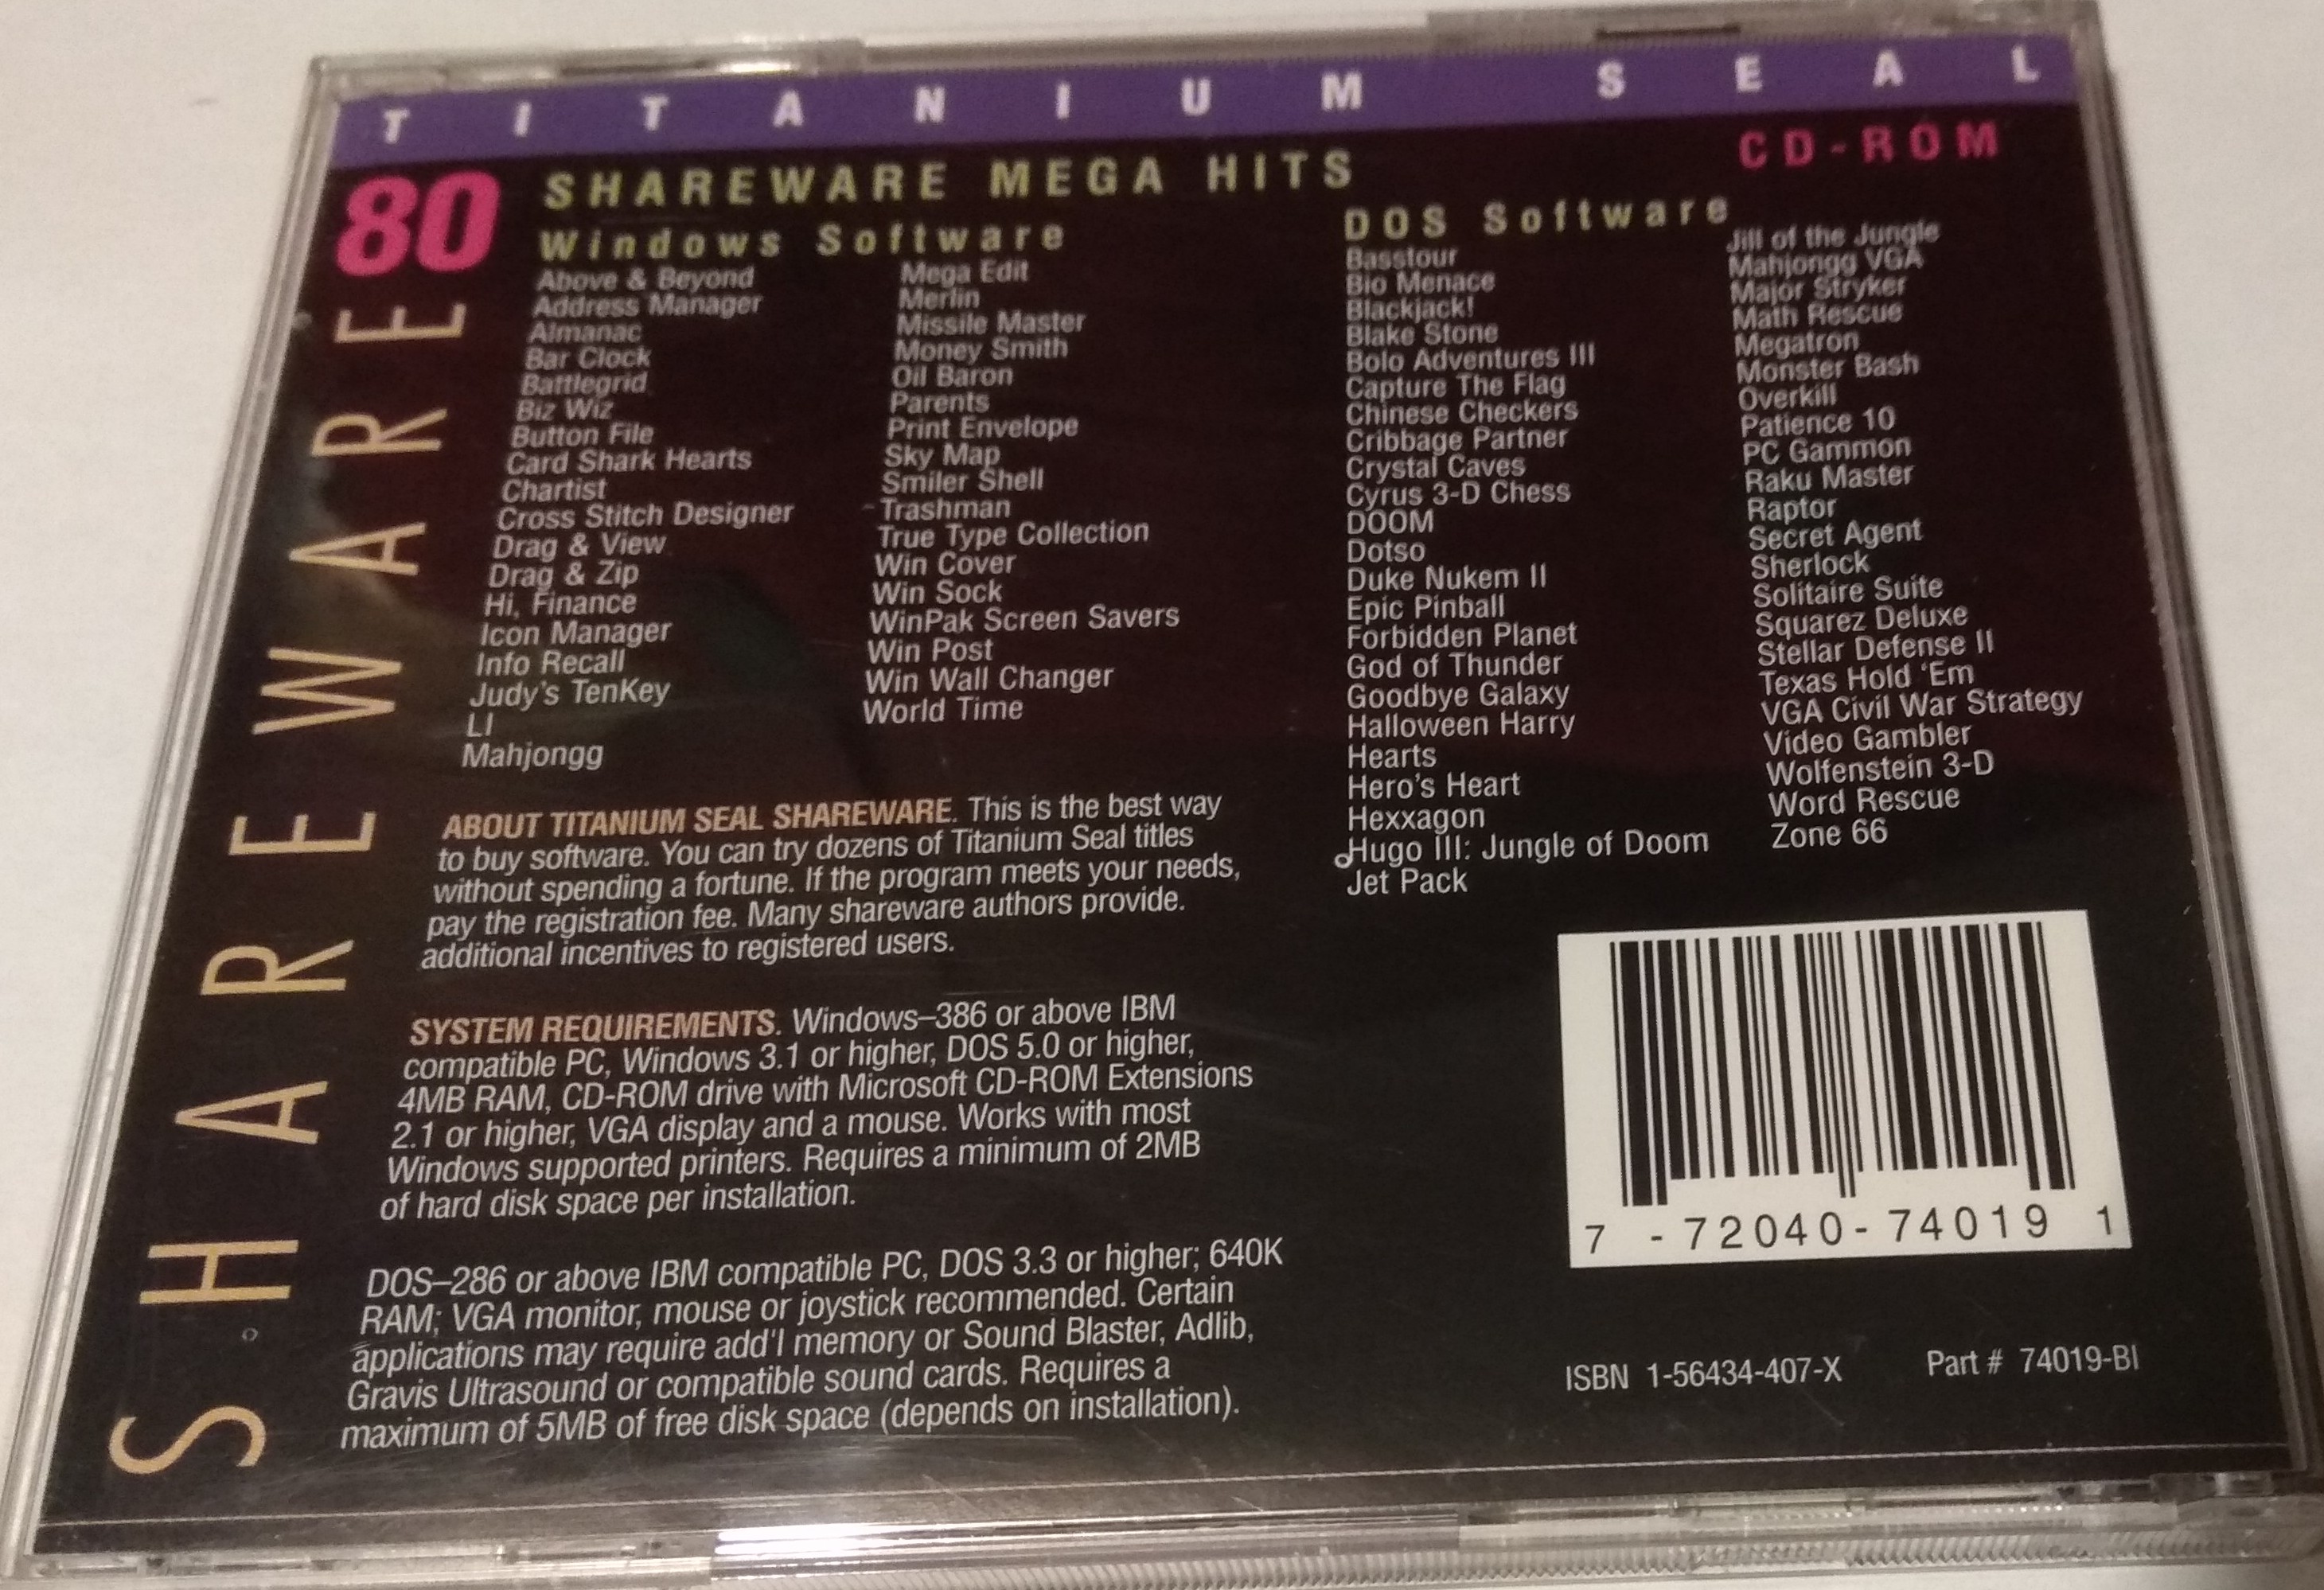 TITANIUM SEAL
CD-ROM
80 SHAREWARE MEGA HITS
SHAREWARE
Windows Software
Above & Beyond
Address Manager
Almanac
Bar Clock
Battlegrid
Biz Wiz
Button File
Card Shark Hearts
Chartist
Cross Stitch Designer
Drag & View
Drag & Zip
Hi, Finance
Icon Manager
Info Recall
Judy's TenKey
LI
Mahjongg
Mega Edit
Merlin
Missile Master
Money Smith
Oil Baron
Parents
Print Envelope
Sky Map
Smiler Shell
Trashman
True Type Collection
Win Cover
Win Sock
WinPak Screen Savers
Win Post
Win Wall Changer
World Time
DOS Software
Basstour
Bio Menace
Blackjack!
Blake Stone
Bolo Adventures III
Capture The Flag
Chinese Checkers
Cribbage Partner
Crystal Caves
Cyrus 3-D Chess
DOOM
Dotso
Duke Nukem II
Epic Pinball
Forbidden Planet
God of Thunder
Goodbye Galaxy
Halloween Harry
Hearts
Hero's Heart
Hexxagon
Hugo III: Jungle of Doom
Jet Pack
Jill of the Jungle
Mahjongg VGA
Major Stryker
Math Rescue
Megatron
Monster Bash
Overkill
Patience 10
PC Gammon
Raku Master
Raptor
Secret Agent
Sherlock
Solitaire Suite
Squarez Deluxe
Stellar Defense II
Texas Hold 'Em
VGA Civil War Strategy
Video Gambler
Wolfenstein 3-D
Word Rescue
Zone 66
ABOUT TITANIUM SEAL SHAREWARE. This is the best way
to buy software. You can try dozens of Titanium Seal titles
without spending a fortune. If the program meets your needs,
pay the registration fee. Many shareware authors provide.
additional incentives to registered users.
SYSTEM REQUIREMENTS. Windows–386 or above IBM
compatible PC, Windows 3.1 or higher, DOS 5.0 or higher,
4MB RAM, CD-ROM drive with Microsoft CD-ROM Extensions
2.1 or higher, VGA display and a mouse. Works with most
Windows supported printers. Requires a minimum of 2MB
of hard disk space per installation.
DOS–286 or above IBM compatible PC, DOS 3.3 or higher; 640K
RAM; VGA monitor, mouse or joystick recommended. Certain
applications may require add'l memory or Sound Blaster, Adlib,
Gravis Ultrasound or compatible sound cards. Requires a
maximum of 5MB of free disk space (depends on installation).
7 -72040-74019 1
ISBN 1-56434-407-X Part # 74019-BI